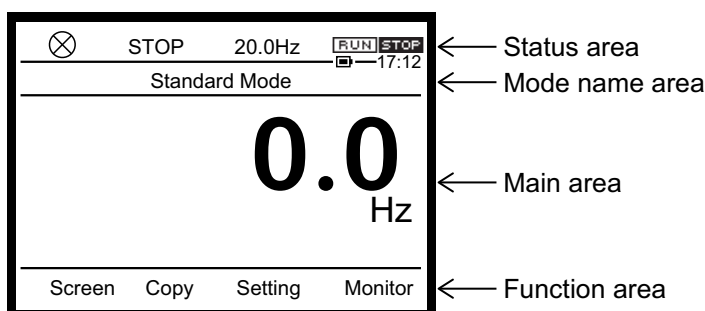 STOP 20.0Hz RUN STOP Status area
17:12
Standard Mode Mode name area
0.0 Main area
Hz
Screen Copy Setting Monitor Function area